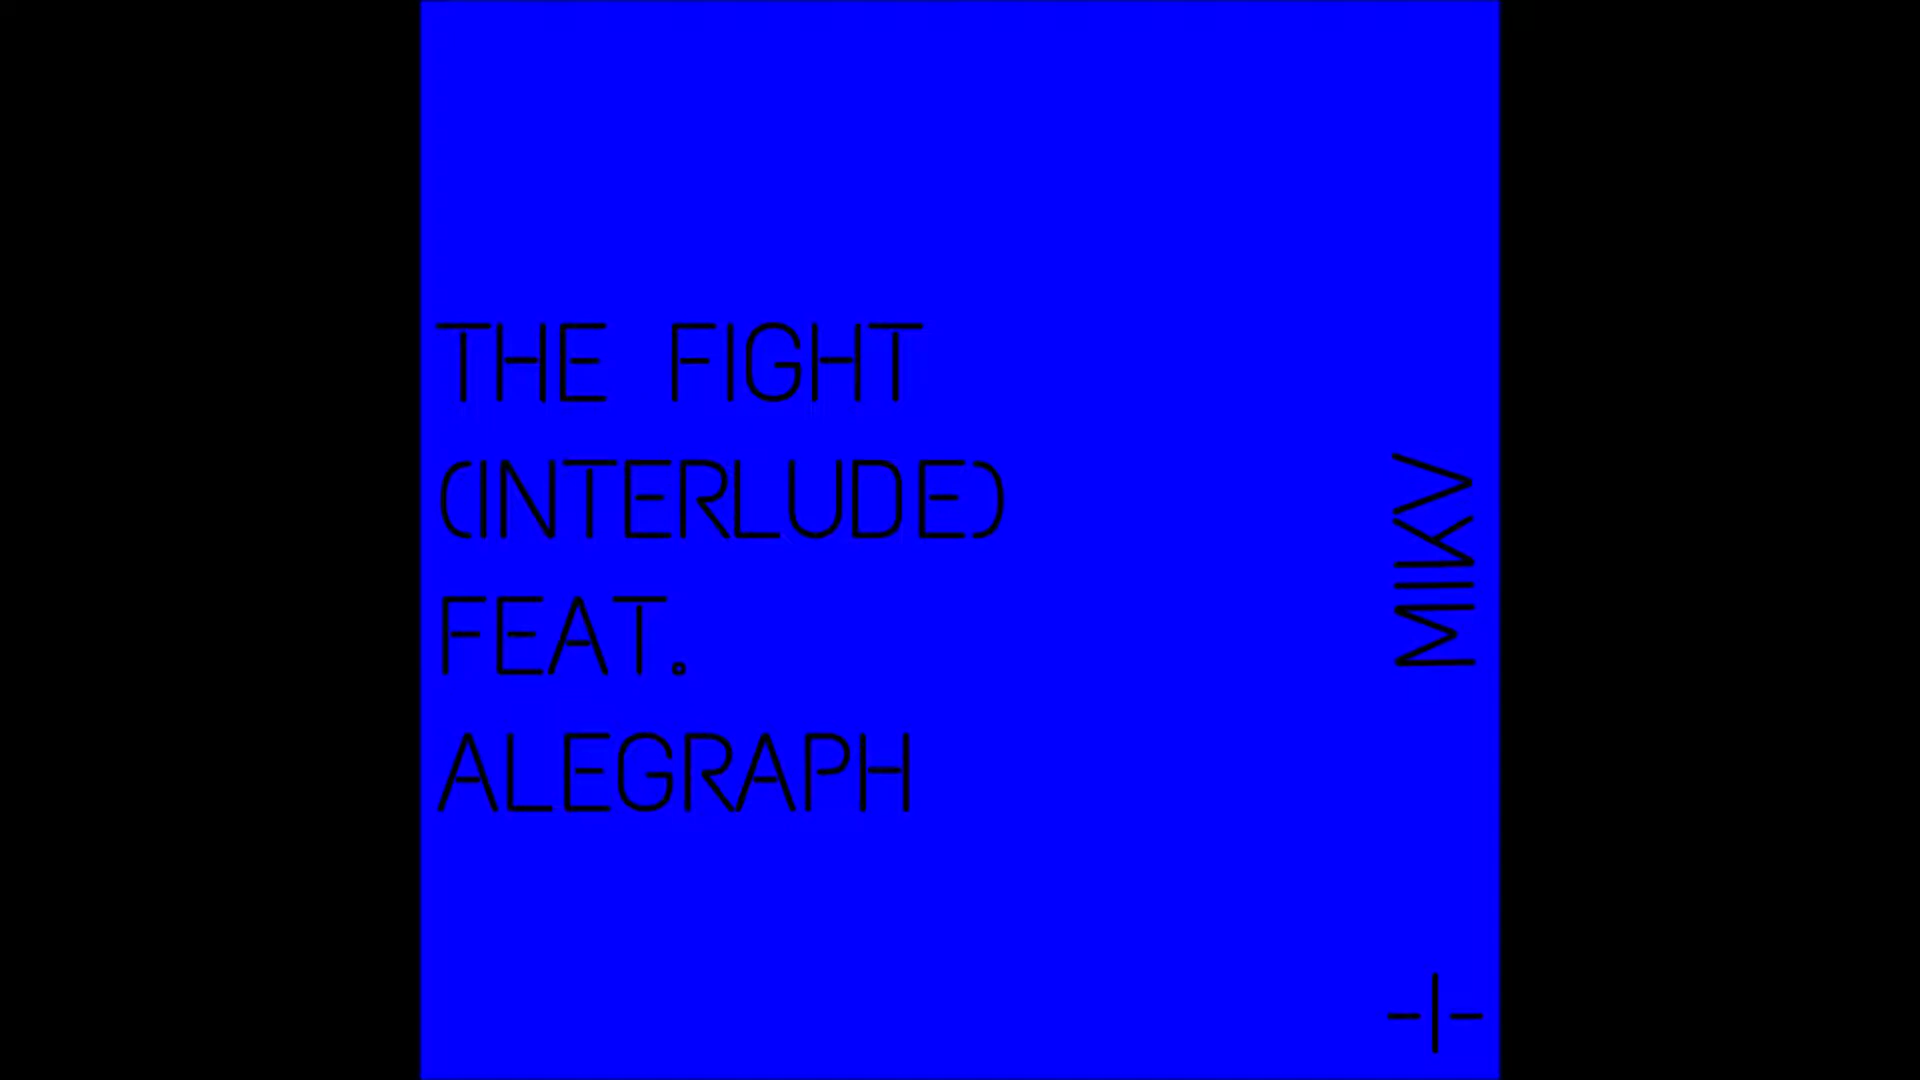 THE FIGHT
(INTERLUDE)
FEAT.
ALEGRAPH
MIKV